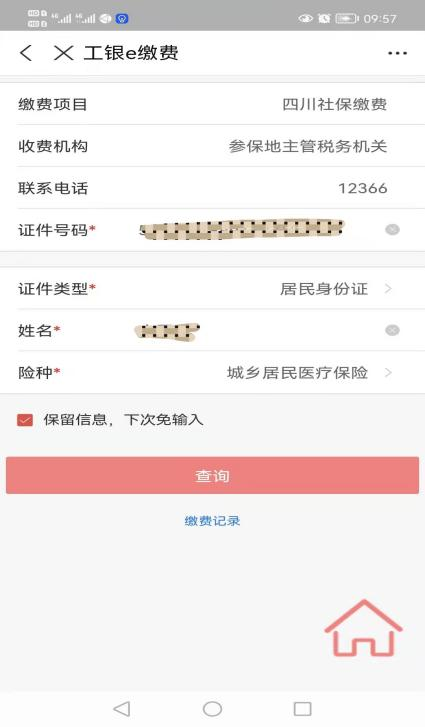 09:57
工银e缴费
缴费项目 四川社保缴费
收费机构 参保地主管税务机关
联系电话 12366
证件号码*
证件类型* 居民身份证
姓名*
险种* 城乡居民医疗保险
保留信息，下次免输入
查询
缴费记录